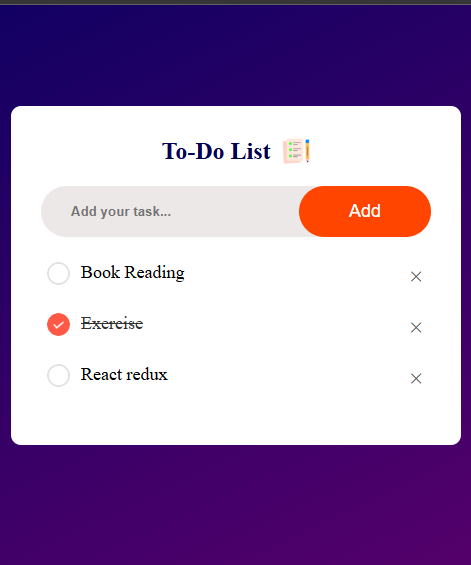 To-Do List
Add your task...
Add
Book Reading
Exercise
React redux